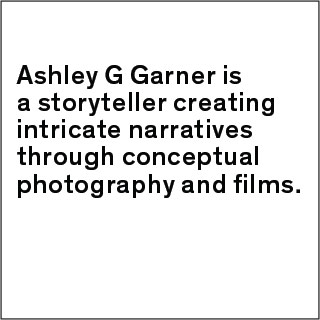 Ashley G Garner is
a storyteller creating
intricate narratives
through conceptual
photography and films.